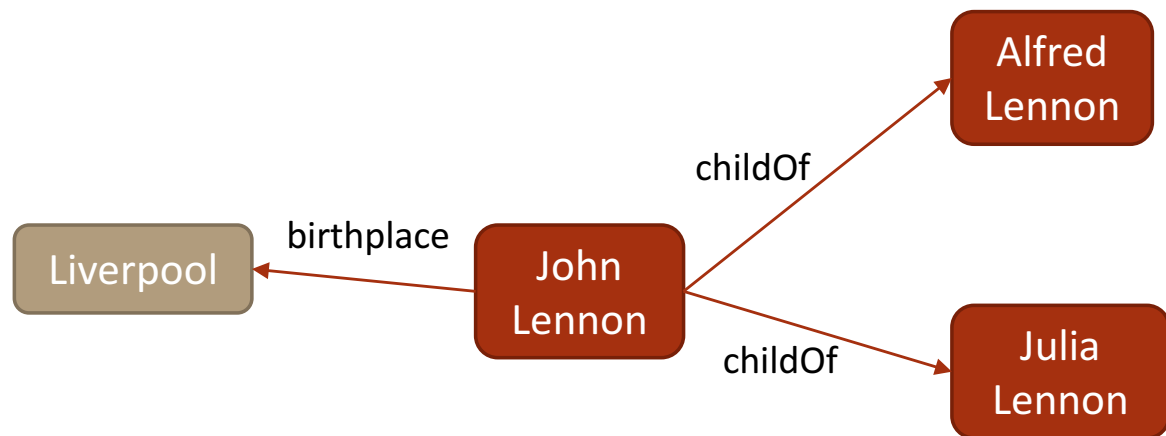 Alfred
Lennon
childOf
birthplace
Liverpool
John
Lennon
childOf
Julia
Lennon